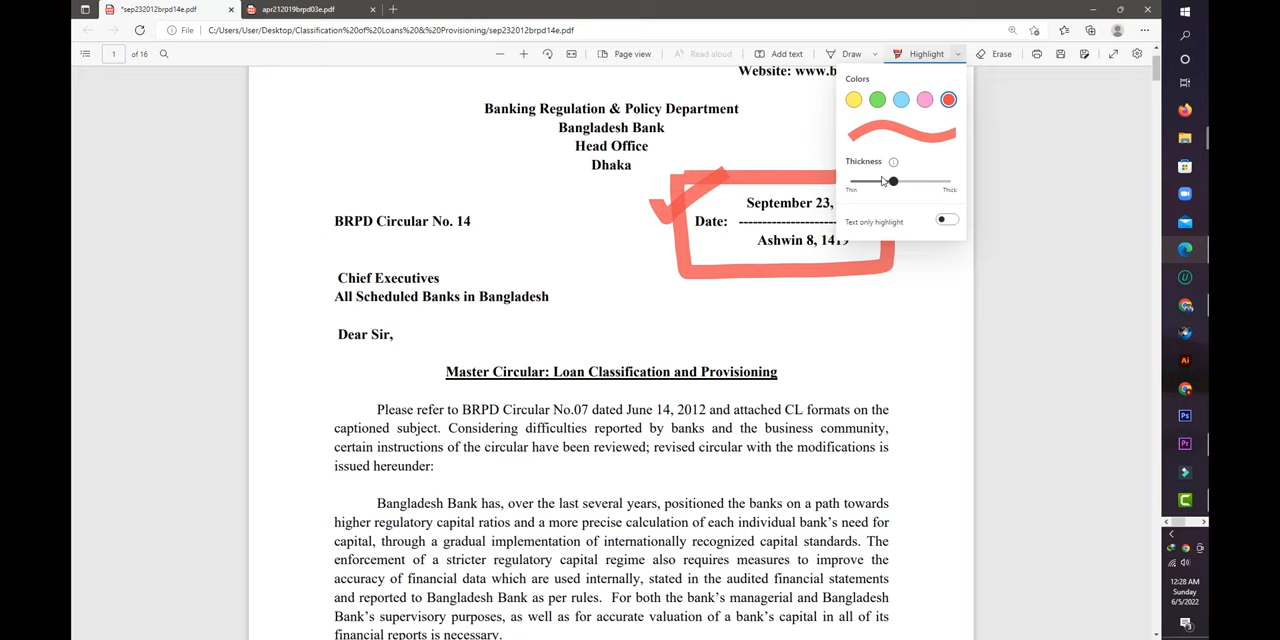 *sep232012brpd14e.pdf
apr212019brpd03e.pdf
File
C:/Users/User/Desktop/Classification%20of%20Loans%20&%20Provisioning/sep232012brpd14e.pdf
1 of 16
Page view
Read aloud
Add text
Draw
Highlight
Erase
Colors
Thickness
Thin
Thick
Text only highlight
Website: www.b
Banking Regulation & Policy Department
Bangladesh Bank
Head Office
Dhaka
September 23,
BRPD Circular No. 14
Date: --------------------
Ashwin 8, 1419
Chief Executives
All Scheduled Banks in Bangladesh
Dear Sir,
Master Circular: Loan Classification and Provisioning
Please refer to BRPD Circular No.07 dated June 14, 2012 and attached CL formats on the
captioned subject. Considering difficulties reported by banks and the business community,
certain instructions of the circular have been reviewed; revised circular with the modifications is
issued hereunder:
Bangladesh Bank has, over the last several years, positioned the banks on a path towards
higher regulatory capital ratios and a more precise calculation of each individual bank's need for
capital, through a gradual implementation of internationally recognized capital standards. The
enforcement of a stricter regulatory capital regime also requires measures to improve the
accuracy of financial data which are used internally, stated in the audited financial statements
and reported to Bangladesh Bank as per rules. For both the bank's managerial and Bangladesh
Bank's supervisory purposes, as well as for accurate valuation of a bank's capital in all of its
financial reports is necessary.
Ai
Ps
Pr
12:28 AM
Sunday
6/5/2022
3